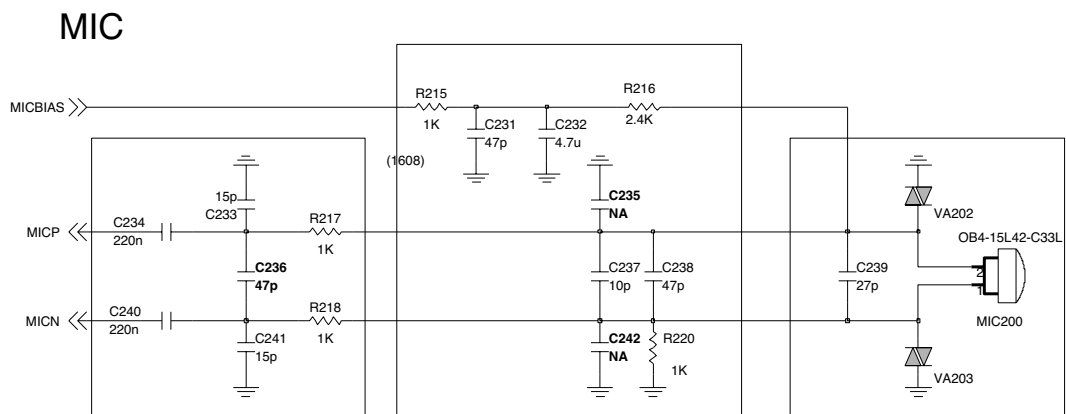 MIC
MICBIAS
R215
1K
R216
2.4K
C231
47p
C232
4.7u
(1608)
15p
C233
C235
NA
VA202
MICP
C234
220n
R217
1K
OB4-15L42-C33L
C236
47p
C237
10p
C238
47p
C239
27p
2
1
MICN
C240
220n
R218
1K
MIC200
C241
15p
C242
NA
R220
1K
VA203